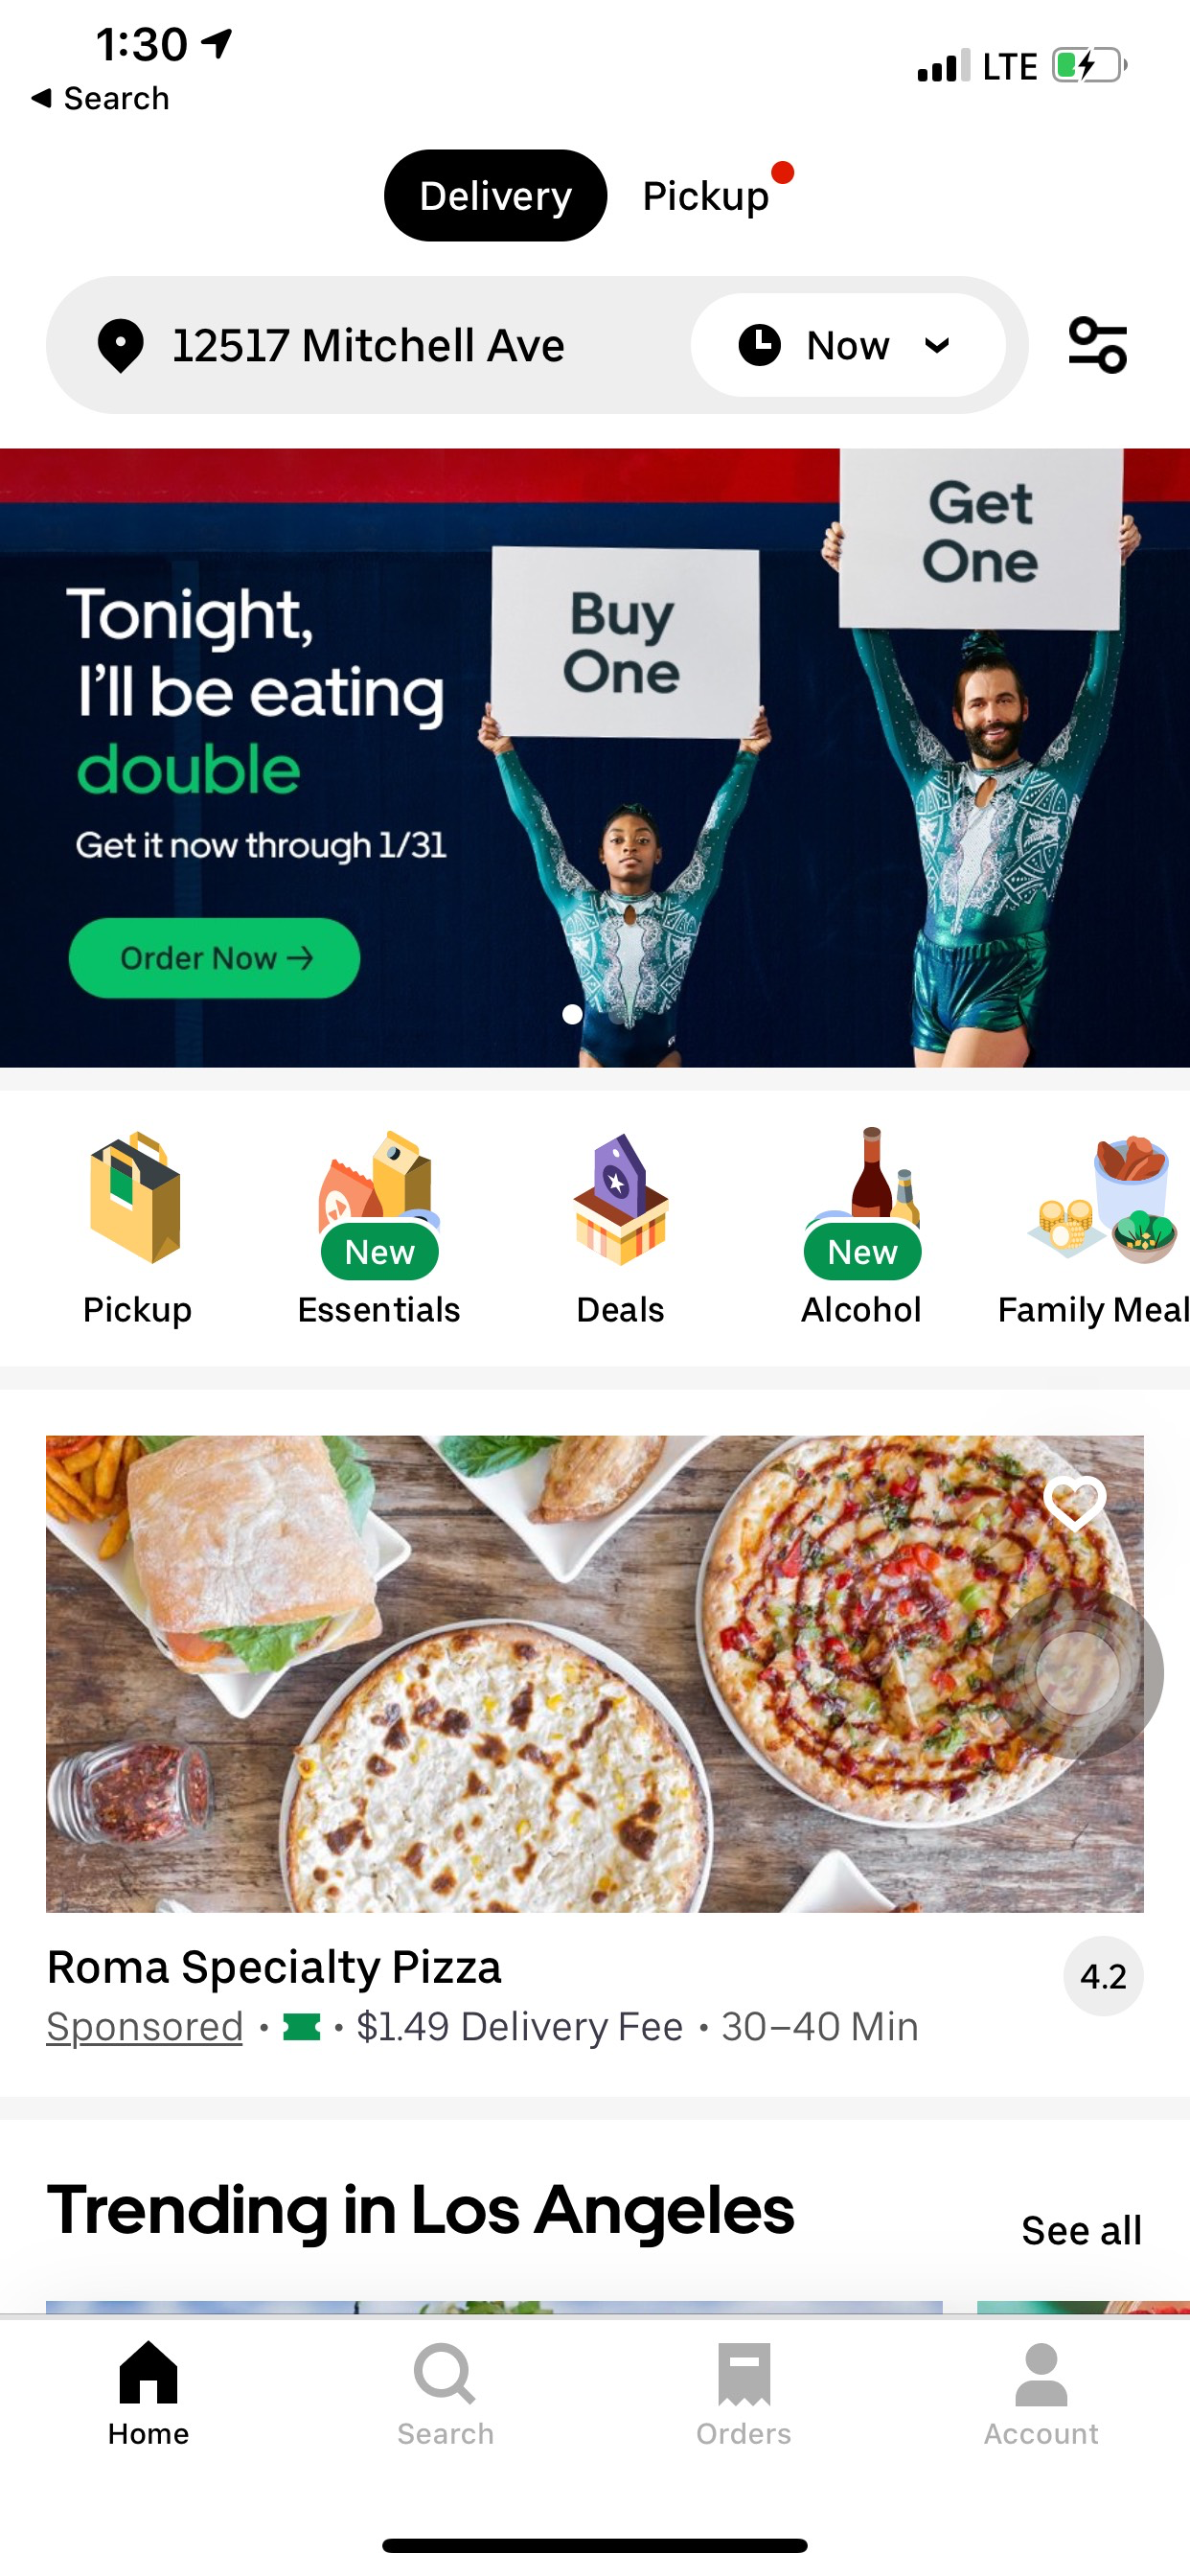 1:30
LTE
Search
Delivery
Pickup
12517 Mitchell Ave
Now
Tonight,
I'll be eating
double
Get it now through 1/31
Order Now →
Buy
One
Get
One
New
New
Pickup
Essentials
Deals
Alcohol
Family Meal
Roma Specialty Pizza
4.2
Sponsored • • $1.49 Delivery Fee • 30–40 Min
Trending in Los Angeles
See all
Home
Search
Orders
Account